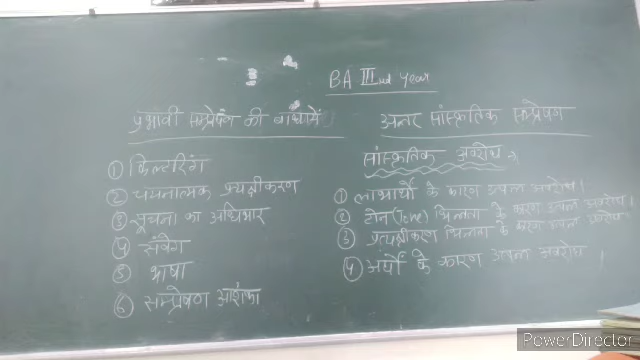 BA IIIrd year
प्रभावी सम्प्रेषण की बाधायें
① फिल्टरिंग
② चयनात्मक प्रत्यक्षीकरण
③ सूचना का अधिभार
④ संवेग
⑤ भाषा
⑥ सम्प्रेषण आशंका
अन्तर सांस्कृतिक सम्प्रेषण
सांस्कृतिक अवरोध
① के कारण उत्पन्न अवरोध।
② टोन (Tone) भिन्नता के कारण उत्पन्न अवरोध।
③ प्रत्यक्षीकरण भिन्नता के कारण उत्पन्न अवरोध
④ अर्थों के कारण उत्पन्न अवरोध।
PowerDirector